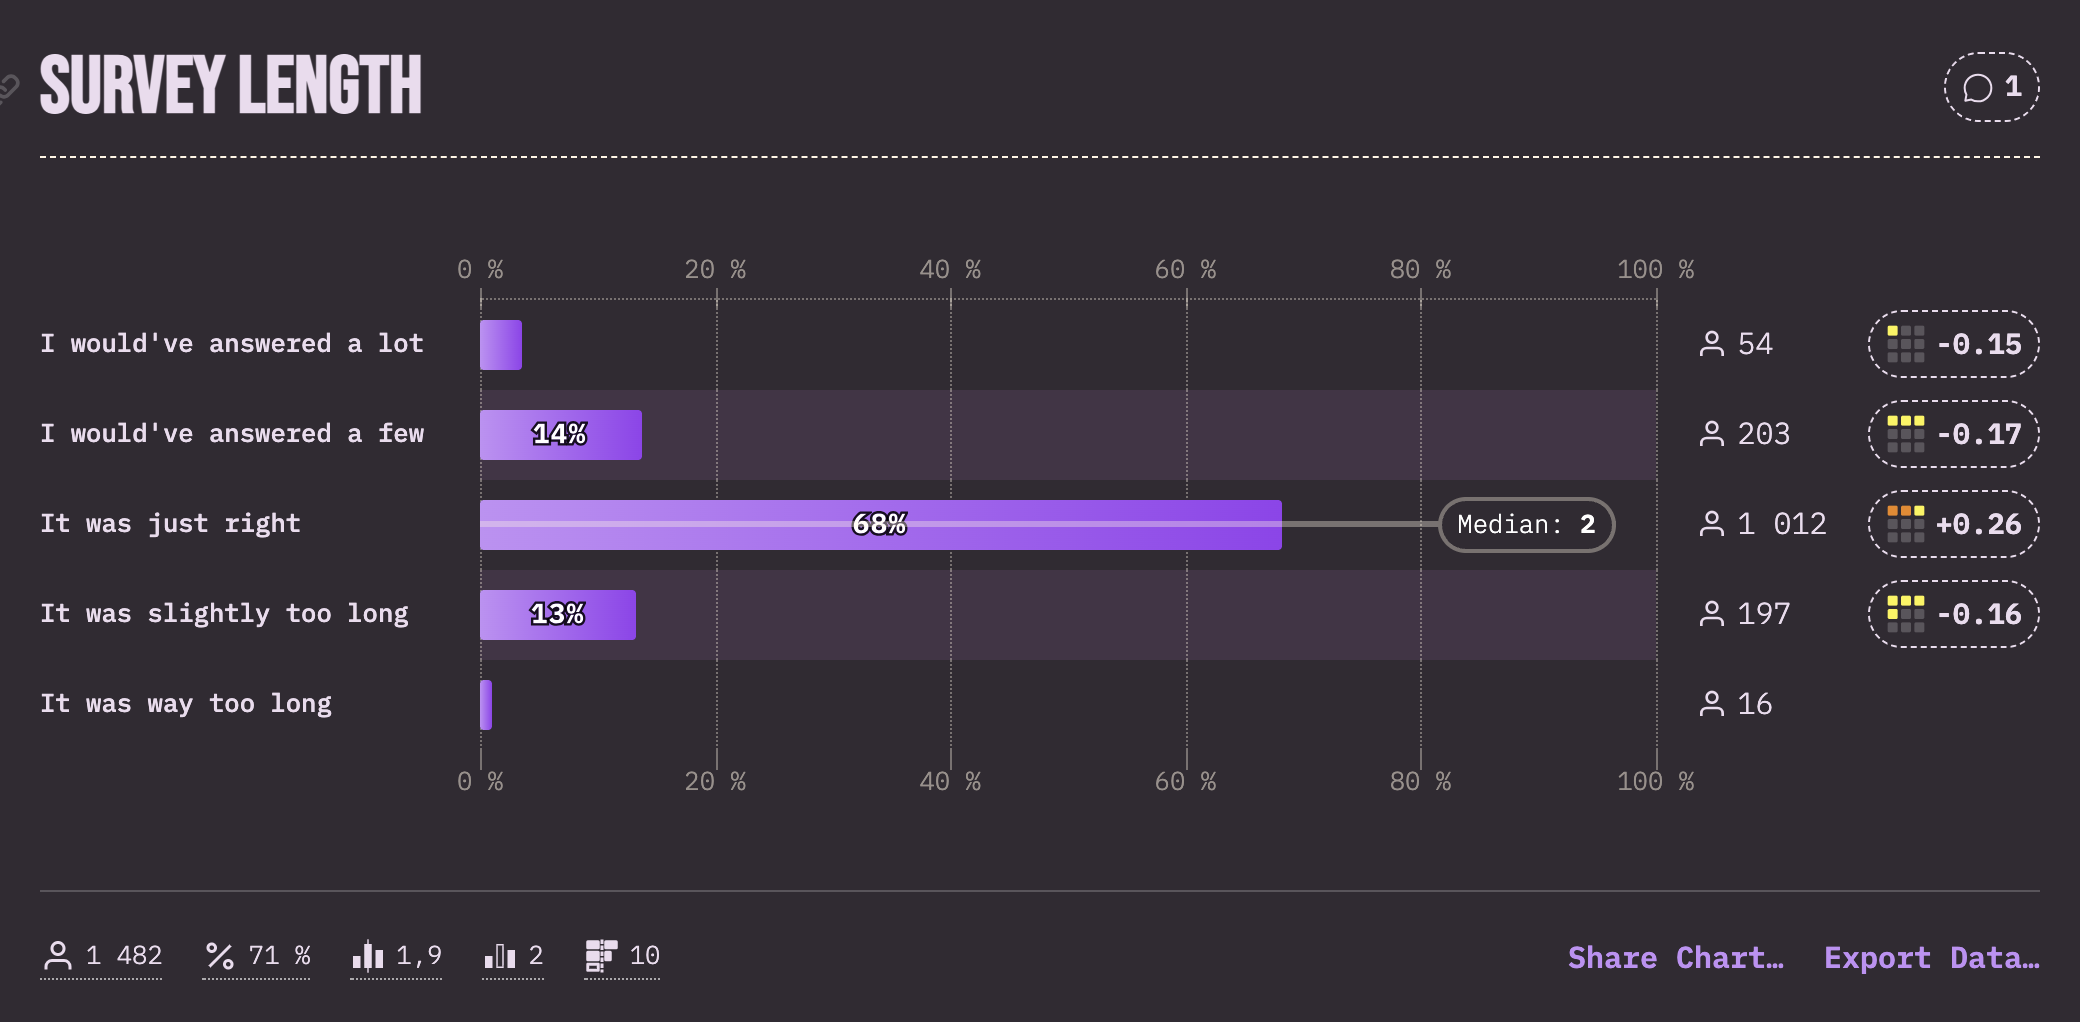 SURVEY LENGTH
1
0 % 20 % 40 % 60 % 80 % 100 %
I would've answered a lot 54 -0.15
I would've answered a few 14% 203 -0.17
It was just right 68% Median: 2 1 012 +0.26
It was slightly too long 13% 197 -0.16
It was way too long 16
0 % 20 % 40 % 60 % 80 % 100 %
1 482 71 % 1,9 2 10 Share Chart… Export Data…